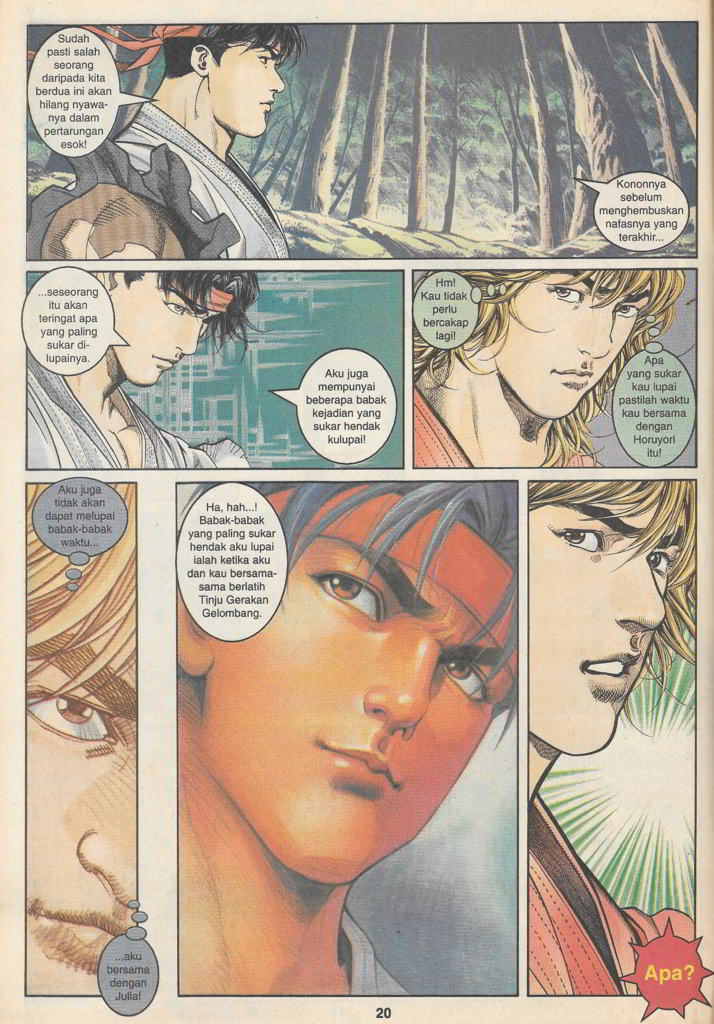 Sudah
pasti salah
seorang
daripada kita
berdua ini akan
hilang nyawa-
nya dalam
pertarungan
esok!
Kononnya
sebelum
menghembuskan
nafasnya yang
terakhir...
...seseorang
itu akan
teringat apa
yang paling
sukar di-
lupainya.
Aku juga
mempunyai
beberapa babak
kejadian yang
sukar hendak
kulupai!
Hm!
Kau tidak
perlu
bercakap
lagi!
Apa
yang sukar
kau lupai
pastilah waktu
kau bersama
dengan
Horuyori
itu!
Aku juga
tidak akan
dapat melupai
babak-babak
waktu...
...aku
bersama
dengan
Julia!
Ha, hah...!
Babak-babak
yang paling sukar
hendak aku lupai
ialah ketika aku
dan kau bersama-
sama berlatih
Tinju Gerakan
Gelombang.
Apa?
20